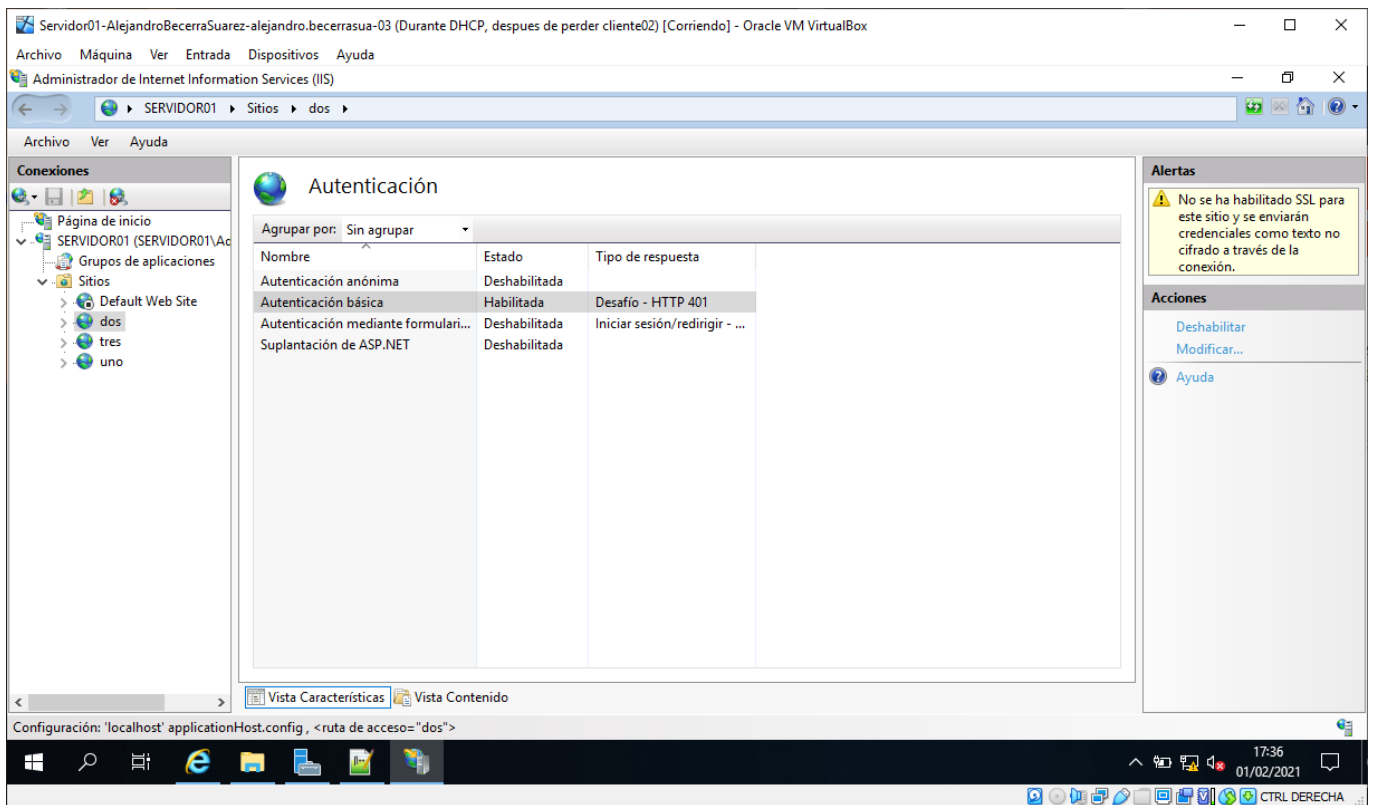 Servidor01-AlejandroBecerraSuarez-alejandro.becerrasua-03 (Durante DHCP, despues de perder cliente02) [Corriendo] - Oracle VM VirtualBox
Archivo Máquina Ver Entrada Dispositivos Ayuda
Administrador de Internet Information Services (IIS)
SERVIDOR01 Sitios dos
Archivo Ver Ayuda
Conexiones
Página de inicio
SERVIDOR01 (SERVIDOR01\Ad
Grupos de aplicaciones
Sitios
Default Web Site
dos
tres
uno
Autenticación
Agrupar por: Sin agrupar
Nombre Estado Tipo de respuesta
Autenticación anónima Deshabilitada
Autenticación básica Habilitada Desafío - HTTP 401
Autenticación mediante formulari... Deshabilitada Iniciar sesión/redirigir - ...
Suplantación de ASP.NET Deshabilitada
Vista Características Vista Contenido
Alertas
No se ha habilitado SSL para
este sitio y se enviarán
credenciales como texto no
cifrado a través de la
conexión.
Acciones
Deshabilitar
Modificar...
Ayuda
Configuración: 'localhost' applicationHost.config , <ruta de acceso="dos">
17:36
01/02/2021
CTRL DERECHA